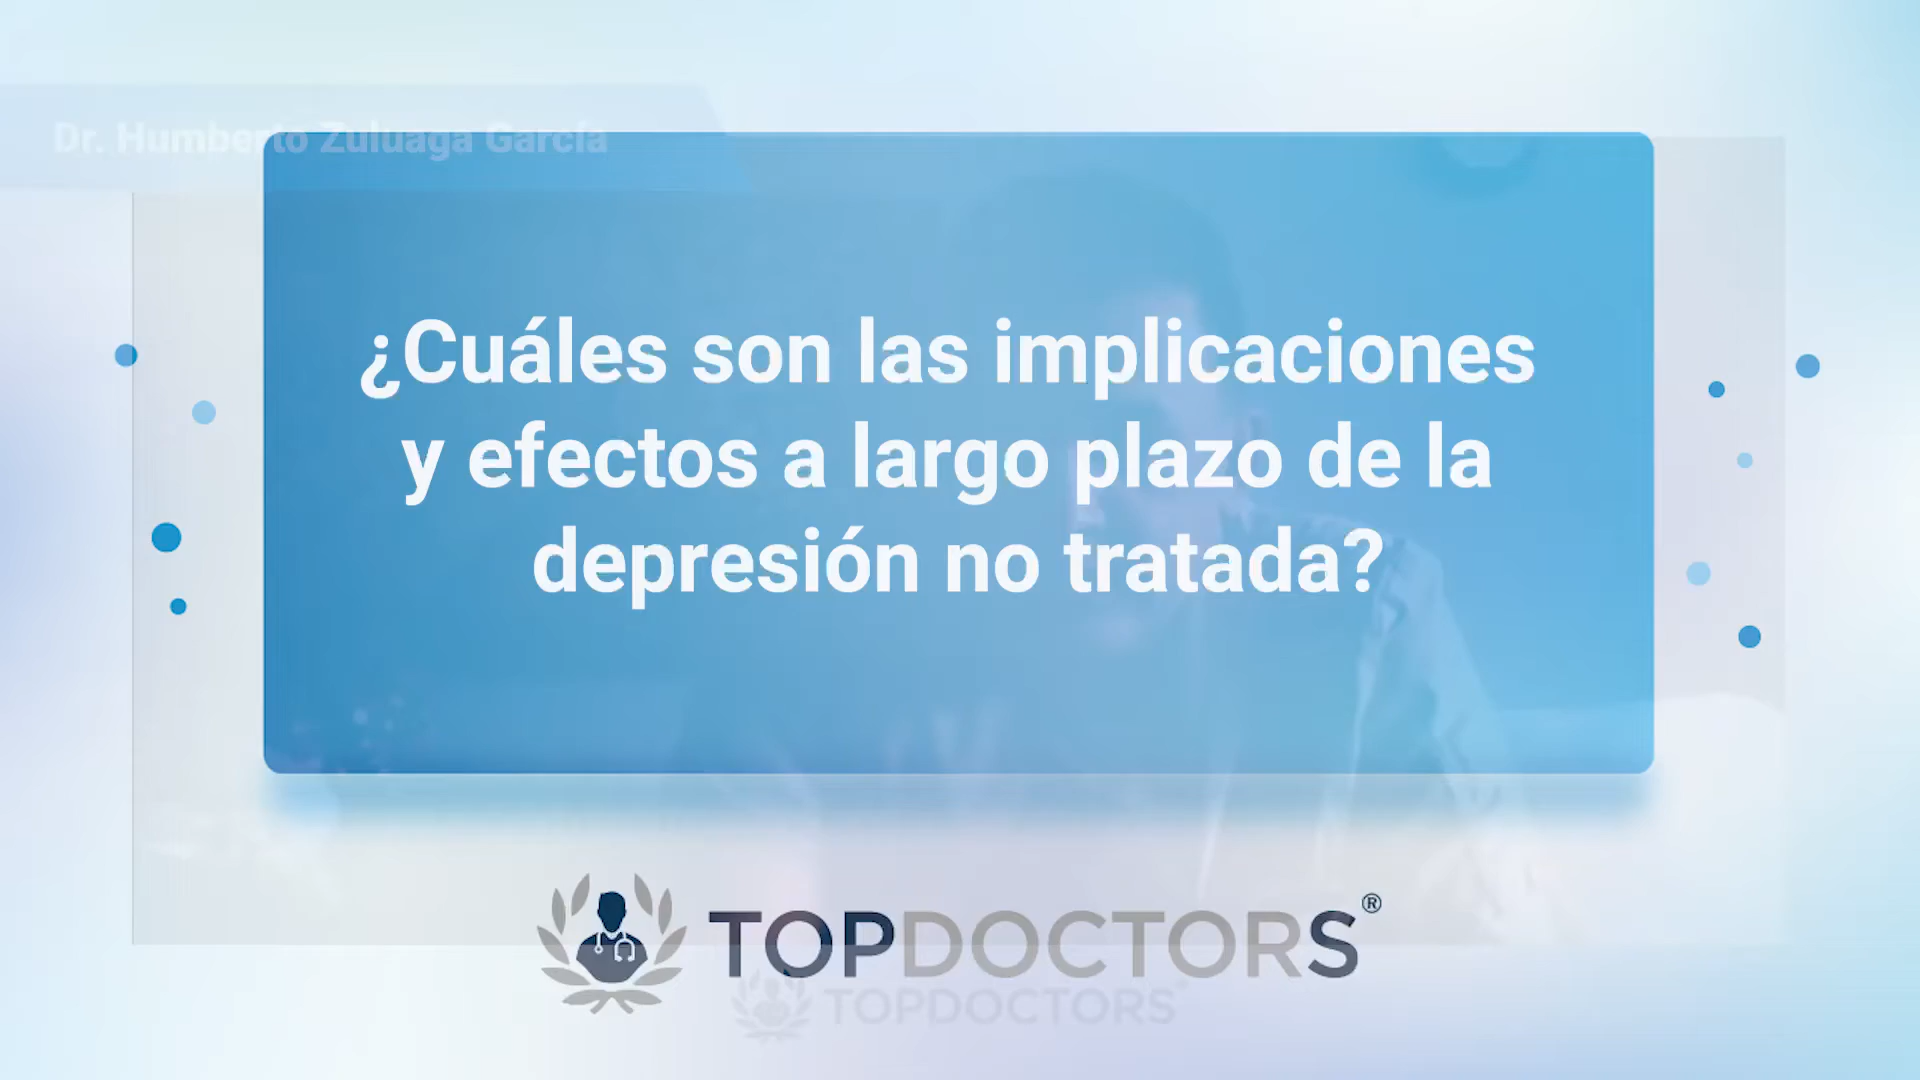 Dr. Humberto Zuluaga García
¿Cuáles son las implicaciones
y efectos a largo plazo de la
depresión no tratada?
TOPDOCTORS®
TOPDOCTORS